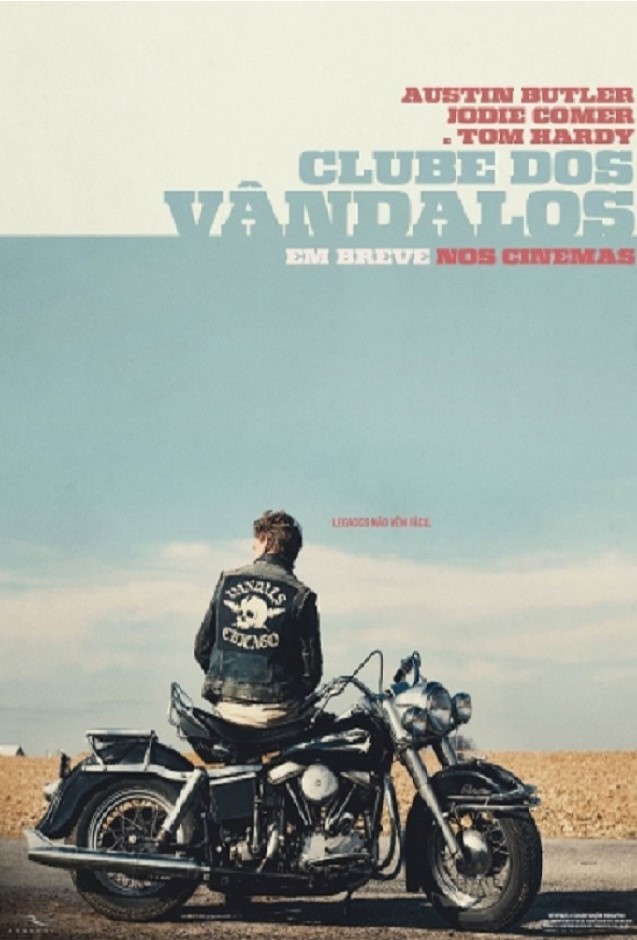 AUSTIN BUTLER
JODIE COMER
E TOM HARDY
CLUBE DOS
VÂNDALOS
EM BREVE NOS CINEMAS
LEGADOS NÃO VÊM FÁCIL
VANDALS
CHICAGO